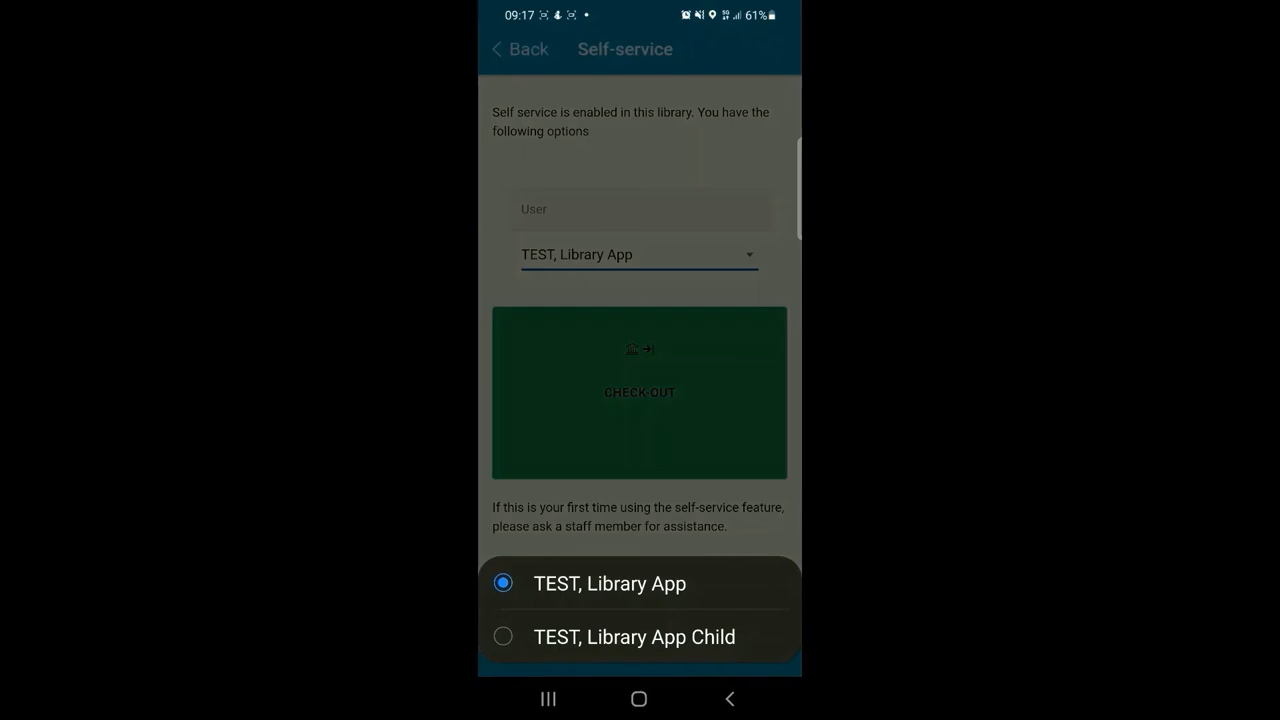 09:17
61%
Back
Self-service
Self service is enabled in this library. You have the
following options
User
TEST, Library App
CHECK-OUT
If this is your first time using the self-service feature,
please ask a staff member for assistance.
TEST, Library App
TEST, Library App Child